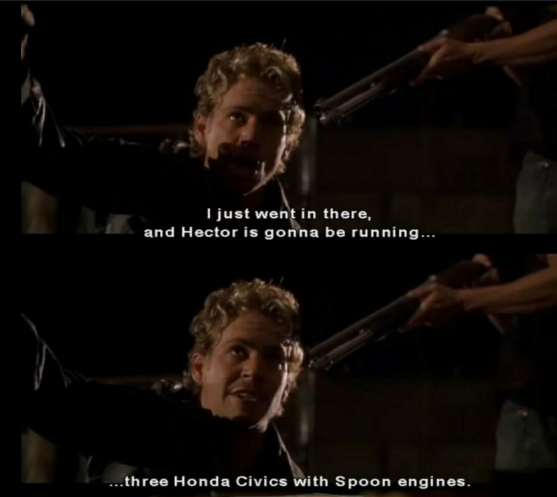 I just went in there,
and Hector is gonna be running...
...three Honda Civics with Spoon engines.